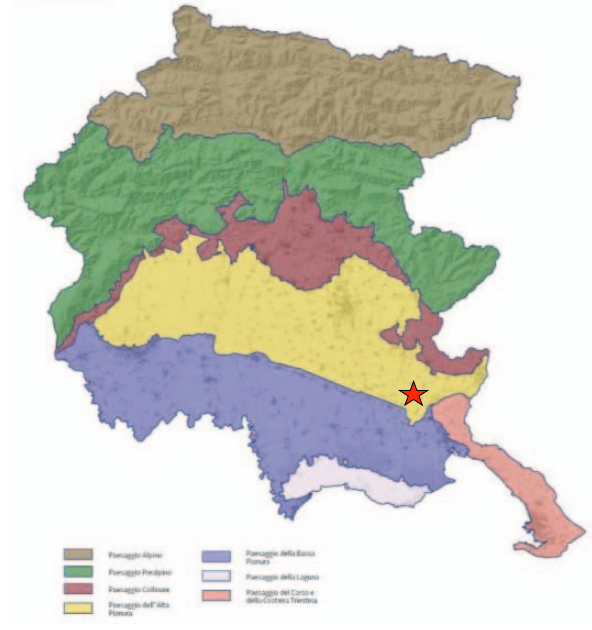 Paesaggio Alpino
Paesaggio Prealpino
Paesaggio Collinare
Paesaggio dell'Alta
Pianura
Paesaggio della Bassa
Pianura
Paesaggio della Laguna
Paesaggio del Carso e
della Costiera Triestina